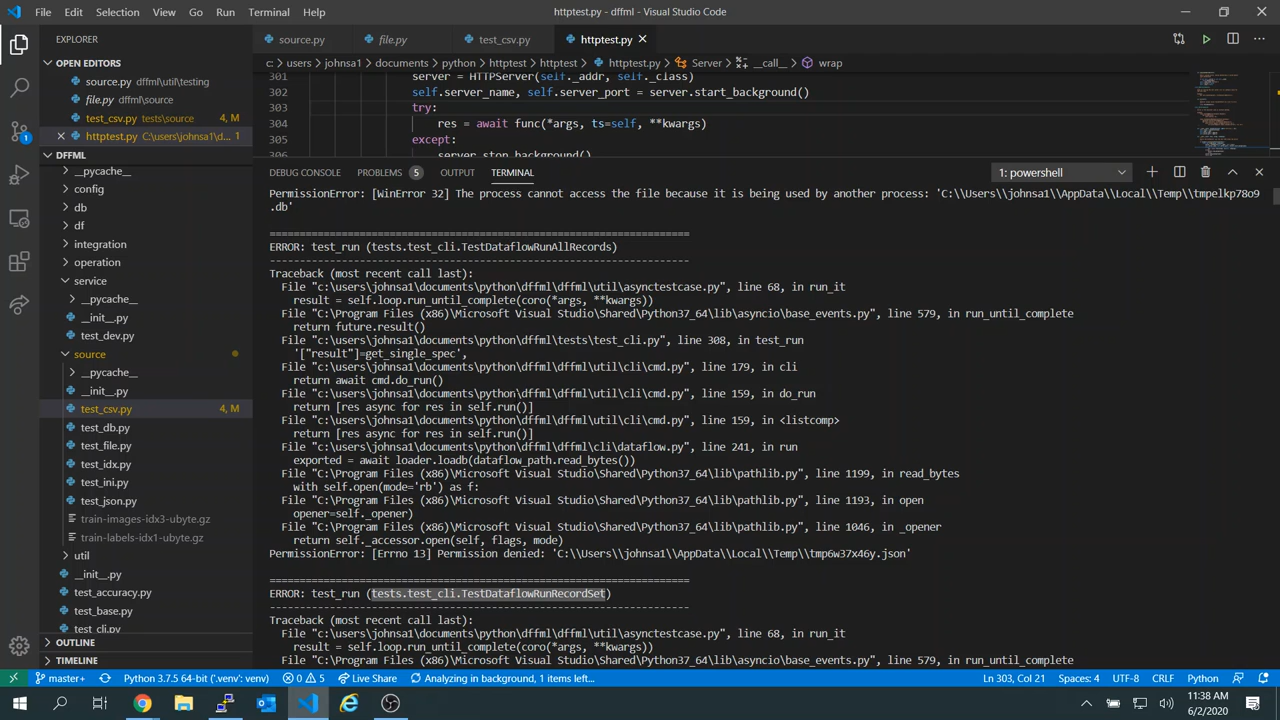 File Edit Selection View Go Run Terminal Help httptest.py - dffml - Visual Studio Code
EXPLORER
source.py file.py test_csv.py httptest.py
OPEN EDITORS
source.py dffml\util\testing
file.py dffml\source
test_csv.py tests\source 4, M
httptest.py C:\users\johnsa1\d... 1
DFFML
__pycache__
config
db
df
integration
operation
service
__pycache__
__init__.py
test_dev.py
source
__pycache__
__init__.py
test_csv.py 4, M
test_db.py
test_file.py
test_idx.py
test_ini.py
test_json.py
train-images-idx3-ubyte.gz
train-labels-idx1-ubyte.gz
util
__init__.py
test_accuracy.py
test_base.py
test_cli.py
OUTLINE
TIMELINE
c: > users > johnsa1 > documents > python > httptest > httptest > httptest.py > Server > __call__ > wrap
301 server = HTTPServer(self._addr, self._class)
302 self.server_name, self.server_port = server.start_background()
303 try:
304 res = await func(*args, ts=self, **kwargs)
305 except:
306 server.stop_background()
DEBUG CONSOLE PROBLEMS 5 OUTPUT TERMINAL 1: powershell
PermissionError: [WinError 32] The process cannot access the file because it is being used by another process: 'C:\\Users\\johnsa1\\AppData\\Local\\Temp\\tmpelkp78o9
.db'
======================================================================
ERROR: test_run (tests.test_cli.TestDataflowRunAllRecords)
----------------------------------------------------------------------
Traceback (most recent call last):
File "c:\users\johnsa1\documents\python\dffml\dffml\util\asynctestcase.py", line 68, in run_it
result = self.loop.run_until_complete(coro(*args, **kwargs))
File "C:\Program Files (x86)\Microsoft Visual Studio\Shared\Python37_64\lib\asyncio\base_events.py", line 579, in run_until_complete
return future.result()
File "c:\users\johnsa1\documents\python\dffml\tests\test_cli.py", line 308, in test_run
'["result"]=get_single_spec',
File "c:\users\johnsa1\documents\python\dffml\dffml\util\cli\cmd.py", line 179, in cli
return await cmd.do_run()
File "c:\users\johnsa1\documents\python\dffml\dffml\util\cli\cmd.py", line 159, in do_run
return [res async for res in self.run()]
File "c:\users\johnsa1\documents\python\dffml\dffml\util\cli\cmd.py", line 159, in <listcomp>
return [res async for res in self.run()]
File "c:\users\johnsa1\documents\python\dffml\dffml\cli\dataflow.py", line 241, in run
exported = await loader.loadb(dataflow_path.read_bytes())
File "C:\Program Files (x86)\Microsoft Visual Studio\Shared\Python37_64\lib\pathlib.py", line 1199, in read_bytes
with self.open(mode='rb') as f:
File "C:\Program Files (x86)\Microsoft Visual Studio\Shared\Python37_64\lib\pathlib.py", line 1193, in open
opener=self._opener)
File "C:\Program Files (x86)\Microsoft Visual Studio\Shared\Python37_64\lib\pathlib.py", line 1046, in _opener
return self._accessor.open(self, flags, mode)
PermissionError: [Errno 13] Permission denied: 'C:\\Users\\johnsa1\\AppData\\Local\\Temp\\tmp6w37x46y.json'
======================================================================
ERROR: test_run (tests.test_cli.TestDataflowRunRecordSet)
----------------------------------------------------------------------
Traceback (most recent call last):
File "c:\users\johnsa1\documents\python\dffml\dffml\util\asynctestcase.py", line 68, in run_it
result = self.loop.run_until_complete(coro(*args, **kwargs))
File "C:\Program Files (x86)\Microsoft Visual Studio\Shared\Python37_64\lib\asyncio\base_events.py", line 579, in run_until_complete
master+ Python 3.7.5 64-bit ('.venv': venv) 0 5 Live Share Analyzing in background, 1 items left... Ln 303, Col 21 Spaces: 4 UTF-8 CRLF Python
11:38 AM
6/2/2020